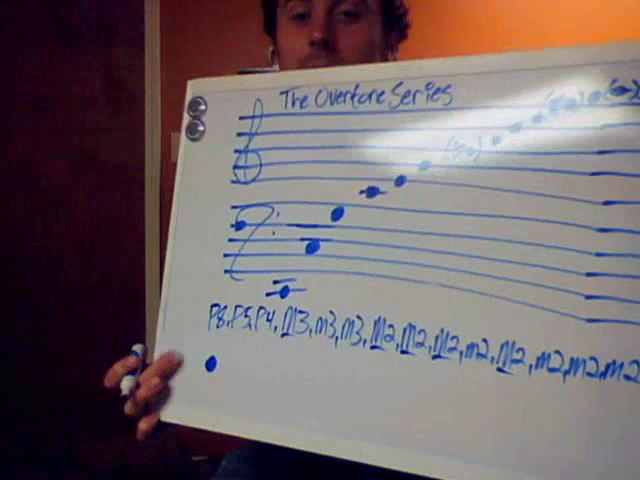 The Overtone Series
P8, P5, P4, M3, m3, m3, M2, M2, M2, m2, M2, m2, m2, m2